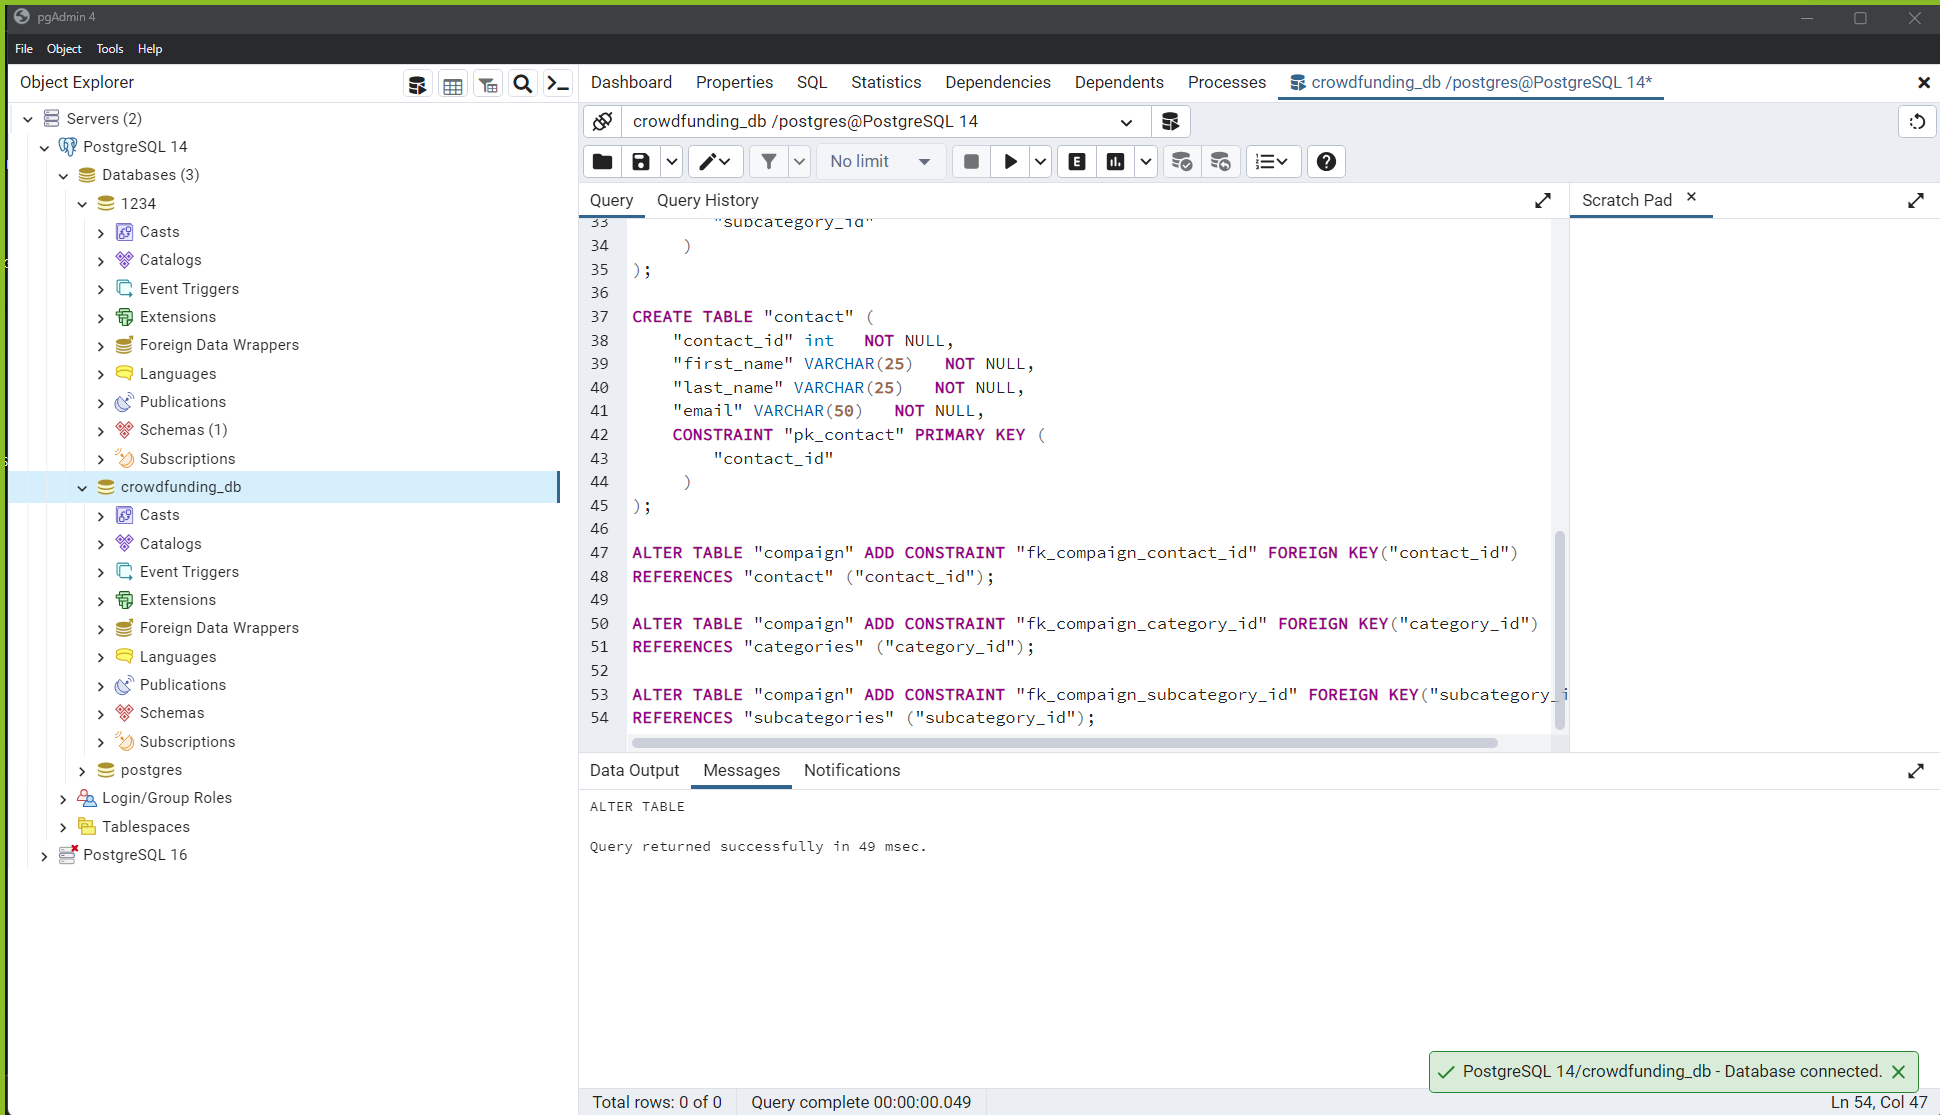 pgAdmin 4
File Object Tools Help
Object Explorer
Dashboard Properties SQL Statistics Dependencies Dependents Processes crowdfunding_db /postgres@PostgreSQL 14*
Servers (2)
PostgreSQL 14
Databases (3)
1234
Casts
Catalogs
Event Triggers
Extensions
Foreign Data Wrappers
Languages
Publications
Schemas (1)
Subscriptions
crowdfunding_db
Casts
Catalogs
Event Triggers
Extensions
Foreign Data Wrappers
Languages
Publications
Schemas
Subscriptions
postgres
Login/Group Roles
Tablespaces
PostgreSQL 16
crowdfunding_db /postgres@PostgreSQL 14
No limit
E
Query Query History
Scratch Pad
33 "subcategory_id"
34 )
35 );
36
37 CREATE TABLE "contact" (
38 "contact_id" int NOT NULL,
39 "first_name" VARCHAR(25) NOT NULL,
40 "last_name" VARCHAR(25) NOT NULL,
41 "email" VARCHAR(50) NOT NULL,
42 CONSTRAINT "pk_contact" PRIMARY KEY (
43 "contact_id"
44 )
45 );
46
47 ALTER TABLE "compaign" ADD CONSTRAINT "fk_compaign_contact_id" FOREIGN KEY("contact_id")
48 REFERENCES "contact" ("contact_id");
49
50 ALTER TABLE "compaign" ADD CONSTRAINT "fk_compaign_category_id" FOREIGN KEY("category_id")
51 REFERENCES "categories" ("category_id");
52
53 ALTER TABLE "compaign" ADD CONSTRAINT "fk_compaign_subcategory_id" FOREIGN KEY("subcategory_i
54 REFERENCES "subcategories" ("subcategory_id");
Data Output Messages Notifications
ALTER TABLE
Query returned successfully in 49 msec.
PostgreSQL 14/crowdfunding_db - Database connected.
Total rows: 0 of 0 Query complete 00:00:00.049 Ln 54, Col 47